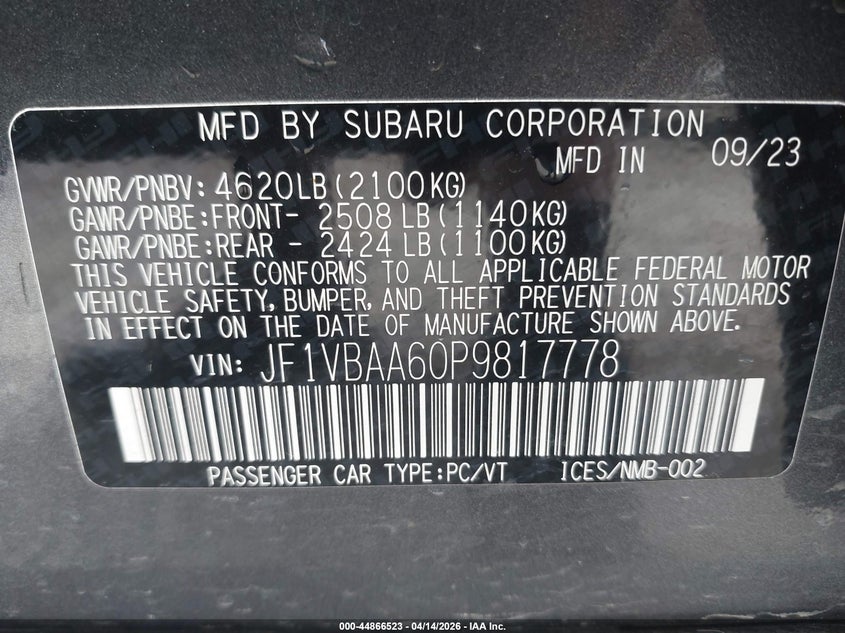 MFD BY SUBARU CORPORATION
MFD IN 09/23
GVWR/PNBV: 4620LB(2100KG)
GAWR/PNBE:FRONT- 2508 LB(1140KG)
GAWR/PNBE:REAR - 2424 LB(1100KG)
THIS VEHICLE CONFORMS TO ALL APPLICABLE FEDERAL MOTOR
VEHICLE SAFETY, BUMPER, AND THEFT PREVENTION STANDARDS
IN EFFECT ON THE DATE OF MANUFACTURE SHOWN ABOVE.
VIN: JF1VBAA60P9817778
PASSENGER CAR TYPE:PC/VT ICES/NMB-002
000-44866523 - 04/14/2026 - IAA Inc.